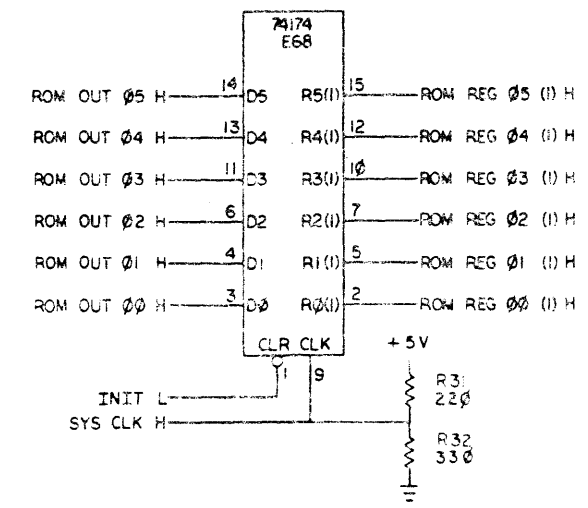 74174
E68
ROM OUT Ø5 H 14 D5 R5(1) 15 ROM REG Ø5 (1) H
ROM OUT Ø4 H 13 D4 R4(1) 12 ROM REG Ø4 (1) H
ROM OUT Ø3 H 11 D3 R3(1) 1Ø ROM REG Ø3 (1) H
ROM OUT Ø2 H 6 D2 R2(1) 7 ROM REG Ø2 (1) H
ROM OUT Ø1 H 4 D1 R1(1) 5 ROM REG Ø1 (1) H
ROM OUT ØØ H 3 DØ RØ(1) 2 ROM REG ØØ (1) H
CLR CLK
+5V
1 9
INIT L
SYS CLK H
R31
22Ø
R32
33Ø